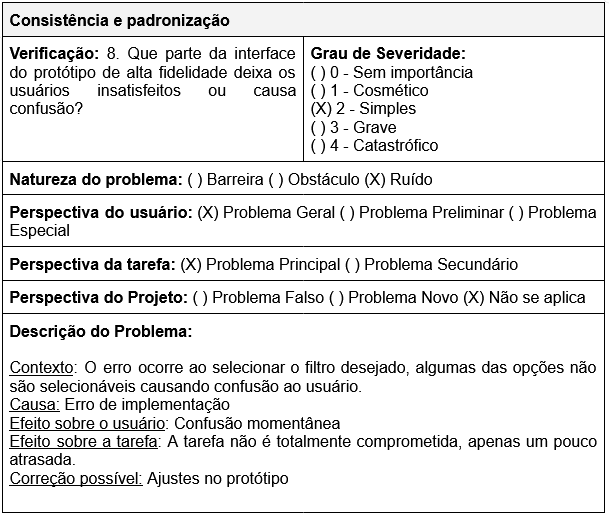 Consistência e padronização
Verificação: 8. Que parte da interface
do protótipo de alta fidelidade deixa os
usuários insatisfeitos ou causa
confusão?
Grau de Severidade:
( ) 0 - Sem importância
( ) 1 - Cosmético
(X) 2 - Simples
( ) 3 - Grave
( ) 4 - Catastrófico
Natureza do problema: ( ) Barreira ( ) Obstáculo (X) Ruído
Perspectiva do usuário: (X) Problema Geral ( ) Problema Preliminar ( ) Problema
Especial
Perspectiva da tarefa: (X) Problema Principal ( ) Problema Secundário
Perspectiva do Projeto: ( ) Problema Falso ( ) Problema Novo (X) Não se aplica
Descrição do Problema:
Contexto: O erro ocorre ao selecionar o filtro desejado, algumas das opções não
são selecionáveis causando confusão ao usuário.
Causa: Erro de implementação
Efeito sobre o usuário: Confusão momentânea
Efeito sobre a tarefa: A tarefa não é totalmente comprometida, apenas um pouco
atrasada.
Correção possível: Ajustes no protótipo